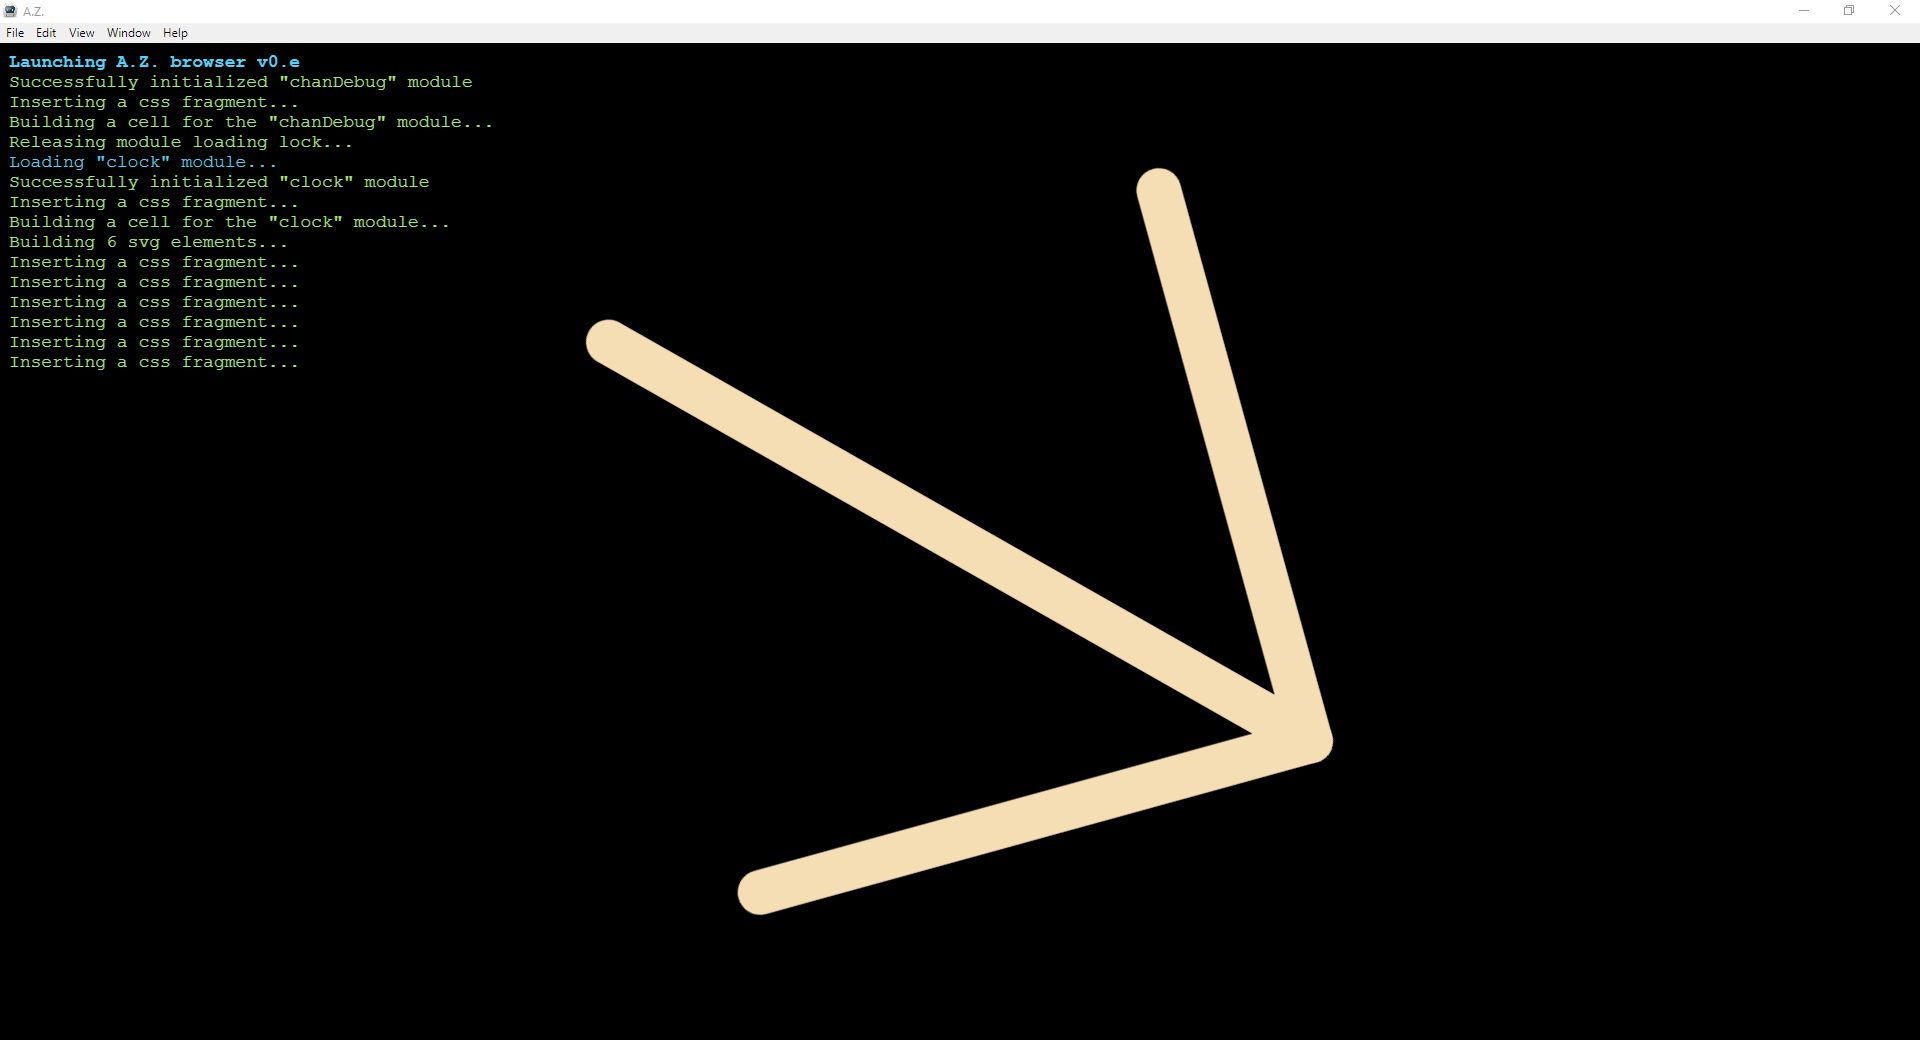 A.Z.
File Edit View Window Help
Launching A.Z. browser v0.e
Successfully initialized "chanDebug" module
Inserting a css fragment...
Building a cell for the "chanDebug" module...
Releasing module loading lock...
Loading "clock" module...
Successfully initialized "clock" module
Inserting a css fragment...
Building a cell for the "clock" module...
Building 6 svg elements...
Inserting a css fragment...
Inserting a css fragment...
Inserting a css fragment...
Inserting a css fragment...
Inserting a css fragment...
Inserting a css fragment...